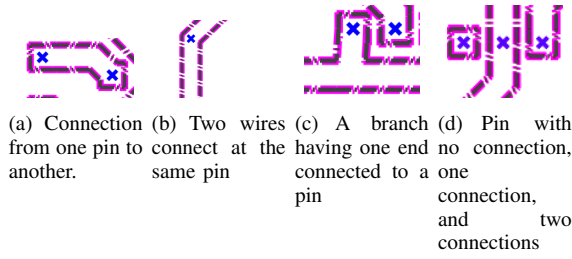 (a) Connection
from one pin to
another.
(b) Two wires
connect at the
same pin
(c) A branch
having one end
connected to a
pin
(d) Pin with
no connection,
one
connection,
and two
connections